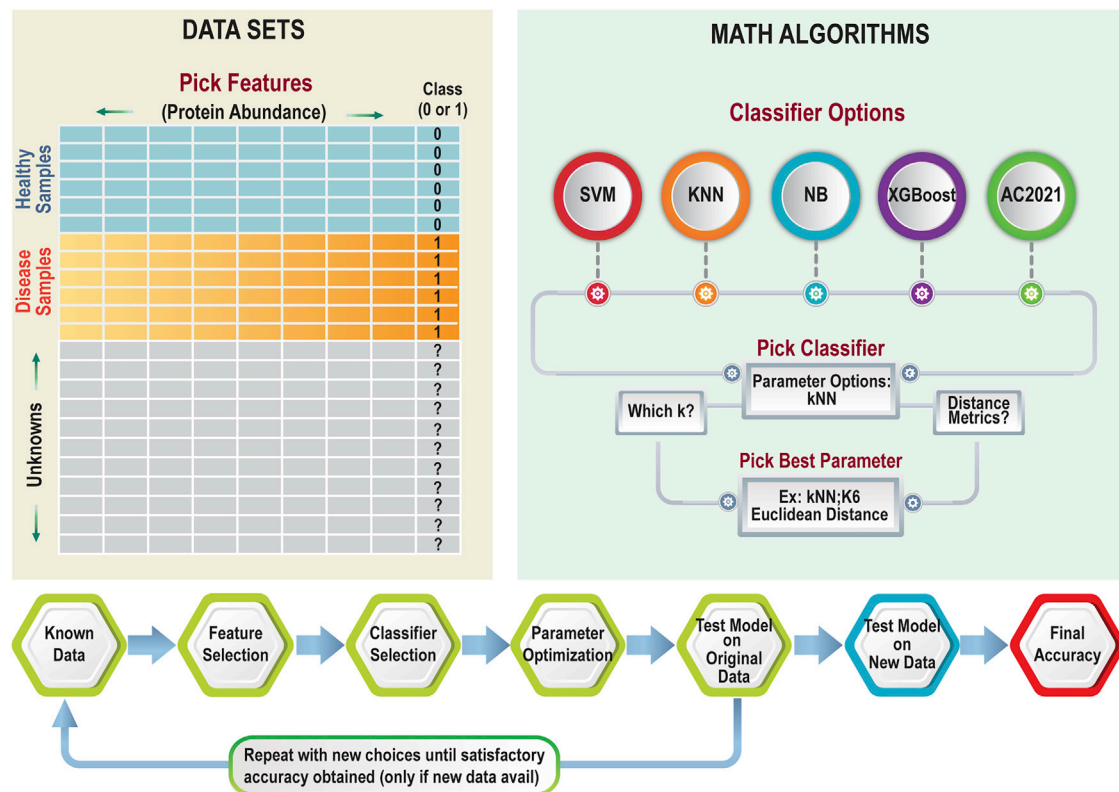 DATA SETS
Pick Features
(Protein Abundance)
Class
(0 or 1)
Healthy
Samples
0
0
0
0
0
0
Disease
Samples
1
1
1
1
1
1
Unknowns
?
?
?
?
?
?
?
?
?
?
?
MATH ALGORITHMS
Classifier Options
SVM
KNN
NB
XGBoost
AC2021
Pick Classifier
Parameter Options:
kNN
Which k?
Distance
Metrics?
Pick Best Parameter
Ex: kNN;K6
Euclidean Distance
Known
Data
Feature
Selection
Classifier
Selection
Parameter
Optimization
Test Model
on
Original
Data
Test Model
on
New Data
Final
Accuracy
Repeat with new choices until satisfactory
accuracy obtained (only if new data avail)